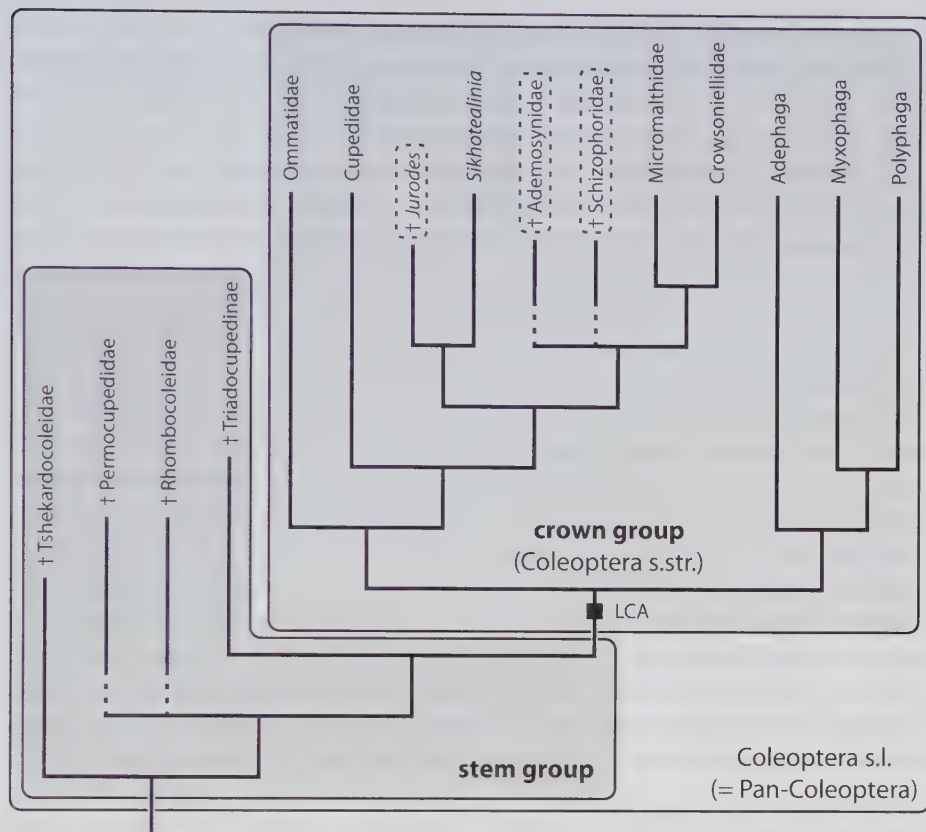 Ommatidae
Cupedidae
† Jurodes
Sikhotealinia
† Ademosynidae
† Schizophoridae
Micromalthidae
Crowsoniellidae
Adephaga
Myxophaga
Polyphaga
† Tshekardocoleidae
† Permocupedidae
† Rhombocoleidae
† Triadocupedinae
crown group
(Coleoptera s.str.)
LCA
stem group
Coleoptera s.l.
(= Pan-Coleoptera)